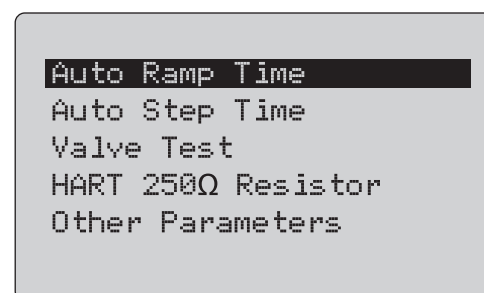 Auto Ramp Time
Auto Step Time
Valve Test
HART 250Ω Resistor
Other Parameters